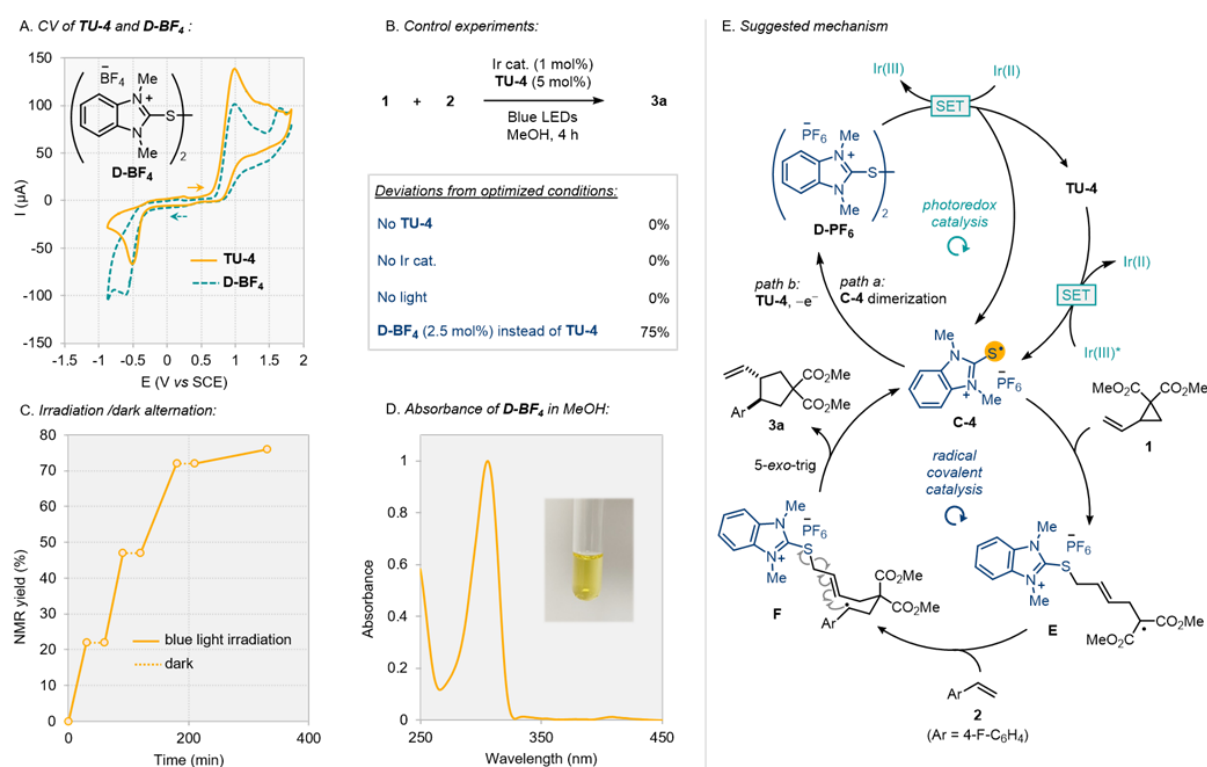 A. CV of TU-4 and D-BF4 :
150
100
50
0
-50
-100
-150
I (µA)
-1.5 -1 -0.5 0 0.5 1 1.5 2
E (V vs SCE)
BF4
−
Me
N
+
S
N
Me
2
D-BF4
TU-4
D-BF4
B. Control experiments:
1 + 2
Ir cat. (1 mol%)
TU-4 (5 mol%)
Blue LEDs
MeOH, 4 h
3a
Deviations from optimized conditions:
No TU-4 0%
No Ir cat. 0%
No light 0%
D-BF4 (2.5 mol%) instead of TU-4 75%
C. Irradiation /dark alternation:
80
70
60
50
40
30
20
10
0
NMR yield (%)
blue light irradiation
dark
0 200 400
Time (min)
D. Absorbance of D-BF4 in MeOH:
1
0.8
0.6
0.4
0.2
0
Absorbance
250 350 450
Wavelength (nm)
E. Suggested mechanism
Ir(III) Ir(II)
SET
−
PF6
Me
N
+
S
N
Me
2
D-PF6
TU-4
photoredox
catalysis
Ir(II)
SET
Ir(III)*
path b:
TU-4, −e−
path a:
C-4 dimerization
Me
N
S•
N
+
Me
−
PF6
C-4
CO2Me
CO2Me
Ar
3a
5-exo-trig
MeO2C CO2Me
1
radical
covalent
catalysis
Me
N
−
PF6
S
N
+
Me
CO2Me
CO2Me
Ar
F
Me
N
−
PF6
S
N
+
Me
CO2Me
MeO2C
E
Ar
2
(Ar = 4-F-C6H4)